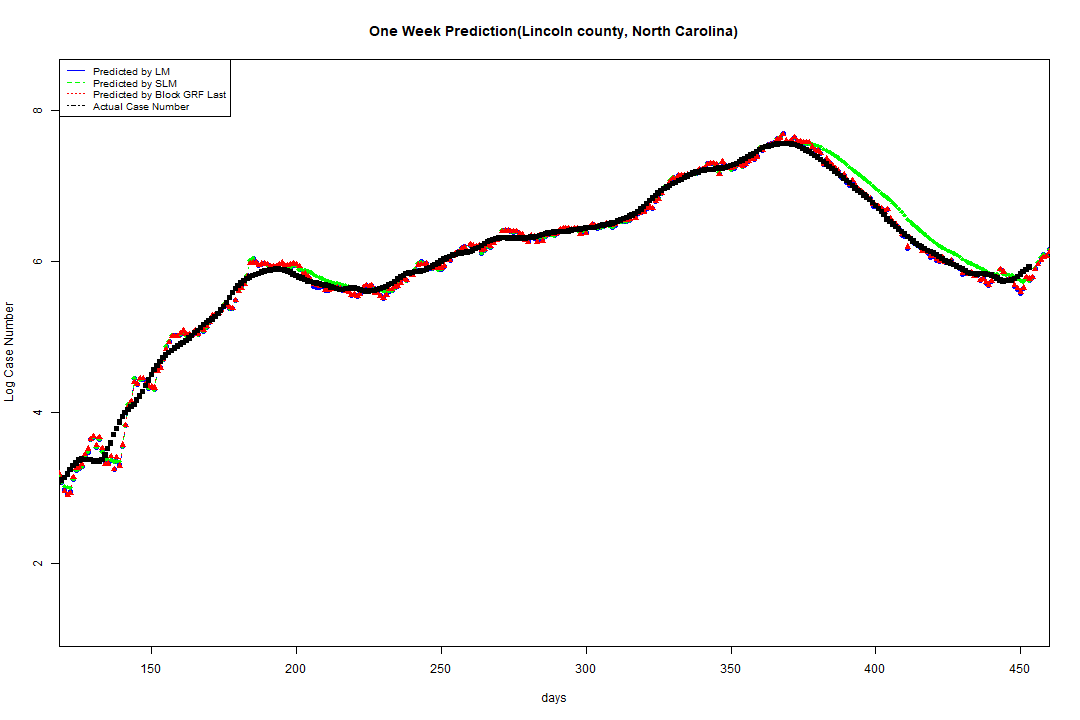 One Week Prediction(Lincoln county, North Carolina)
Predicted by LM
Predicted by SLM
Predicted by Block GRF Last
Actual Case Number
8
6
4
2
Log Case Number
150 200 250 300 350 400 450
days